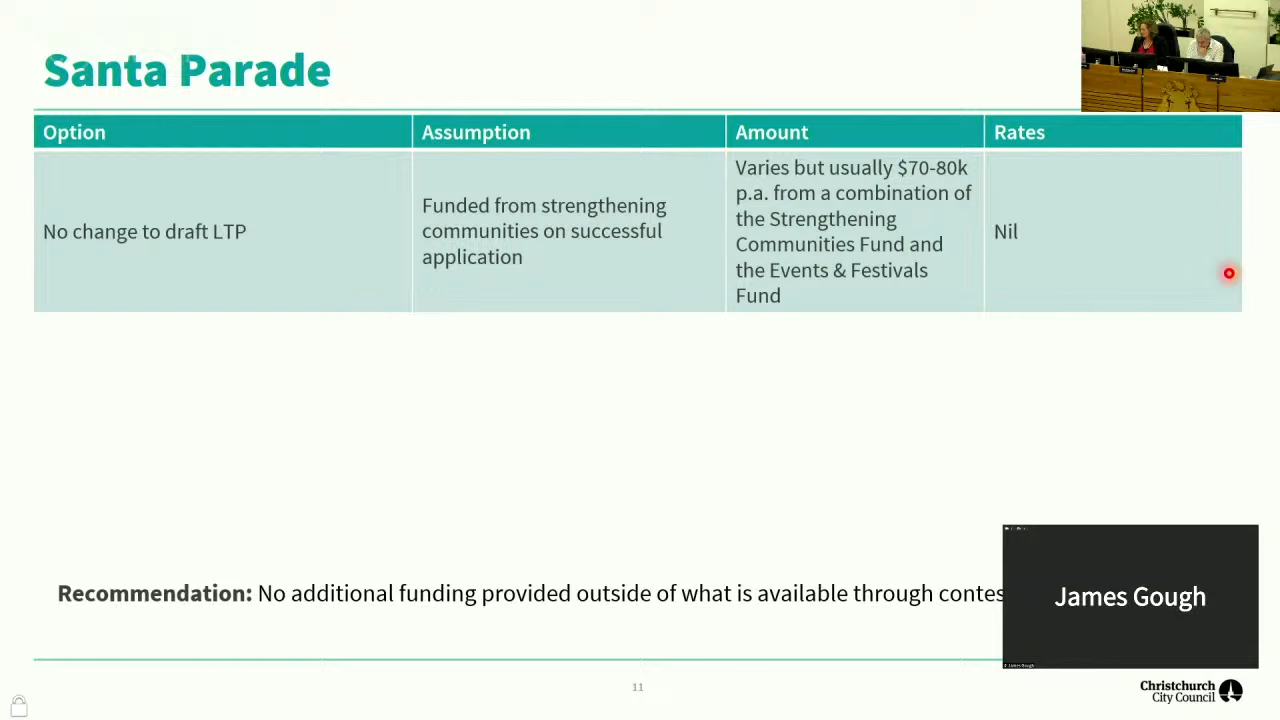 Santa Parade
Option
Assumption
Amount
Rates
No change to draft LTP
Funded from strengthening
communities on successful
application
Varies but usually $70-80k
p.a. from a combination of
the Strengthening
Communities Fund and
the Events & Festivals
Fund
Nil
Recommendation: No additional funding provided outside of what is available through contes
James Gough
James Gough
11
Christchurch
City Council